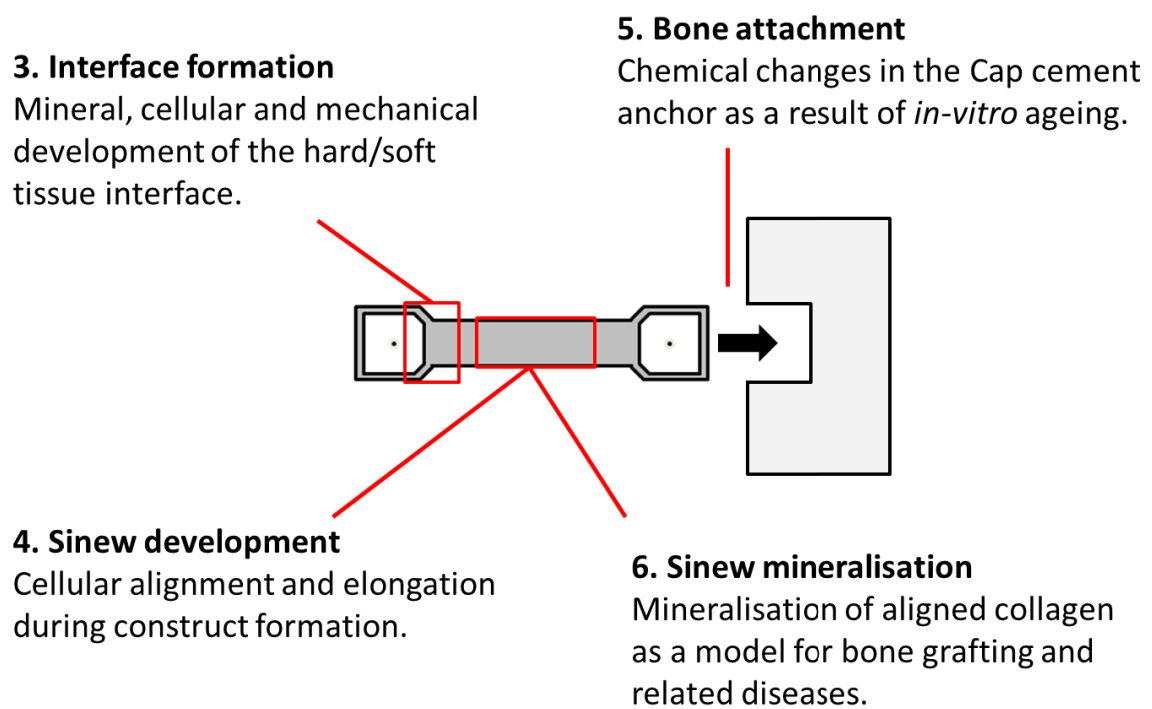 3. Interface formation
Mineral, cellular and mechanical
development of the hard/soft
tissue interface.
5. Bone attachment
Chemical changes in the Cap cement
anchor as a result of in-vitro ageing.
4. Sinew development
Cellular alignment and elongation
during construct formation.
6. Sinew mineralisation
Mineralisation of aligned collagen
as a model for bone grafting and
related diseases.